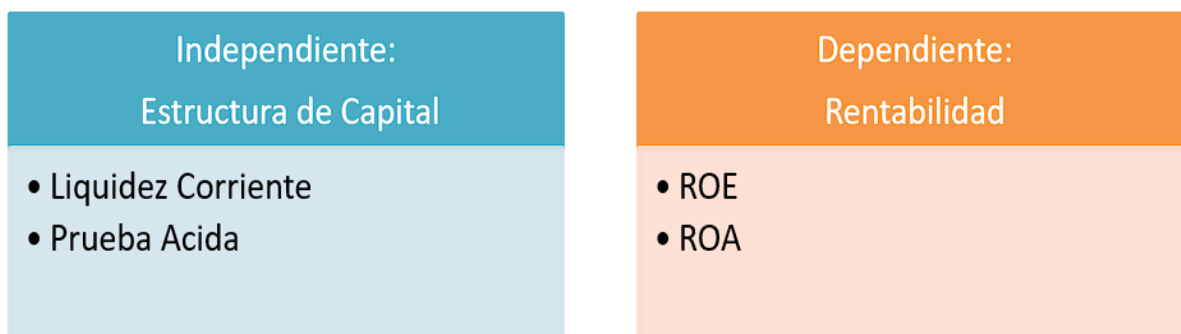 Independiente:
Estructura de Capital
• Liquidez Corriente
• Prueba Acida
Dependiente:
Rentabilidad
• ROE
• ROA